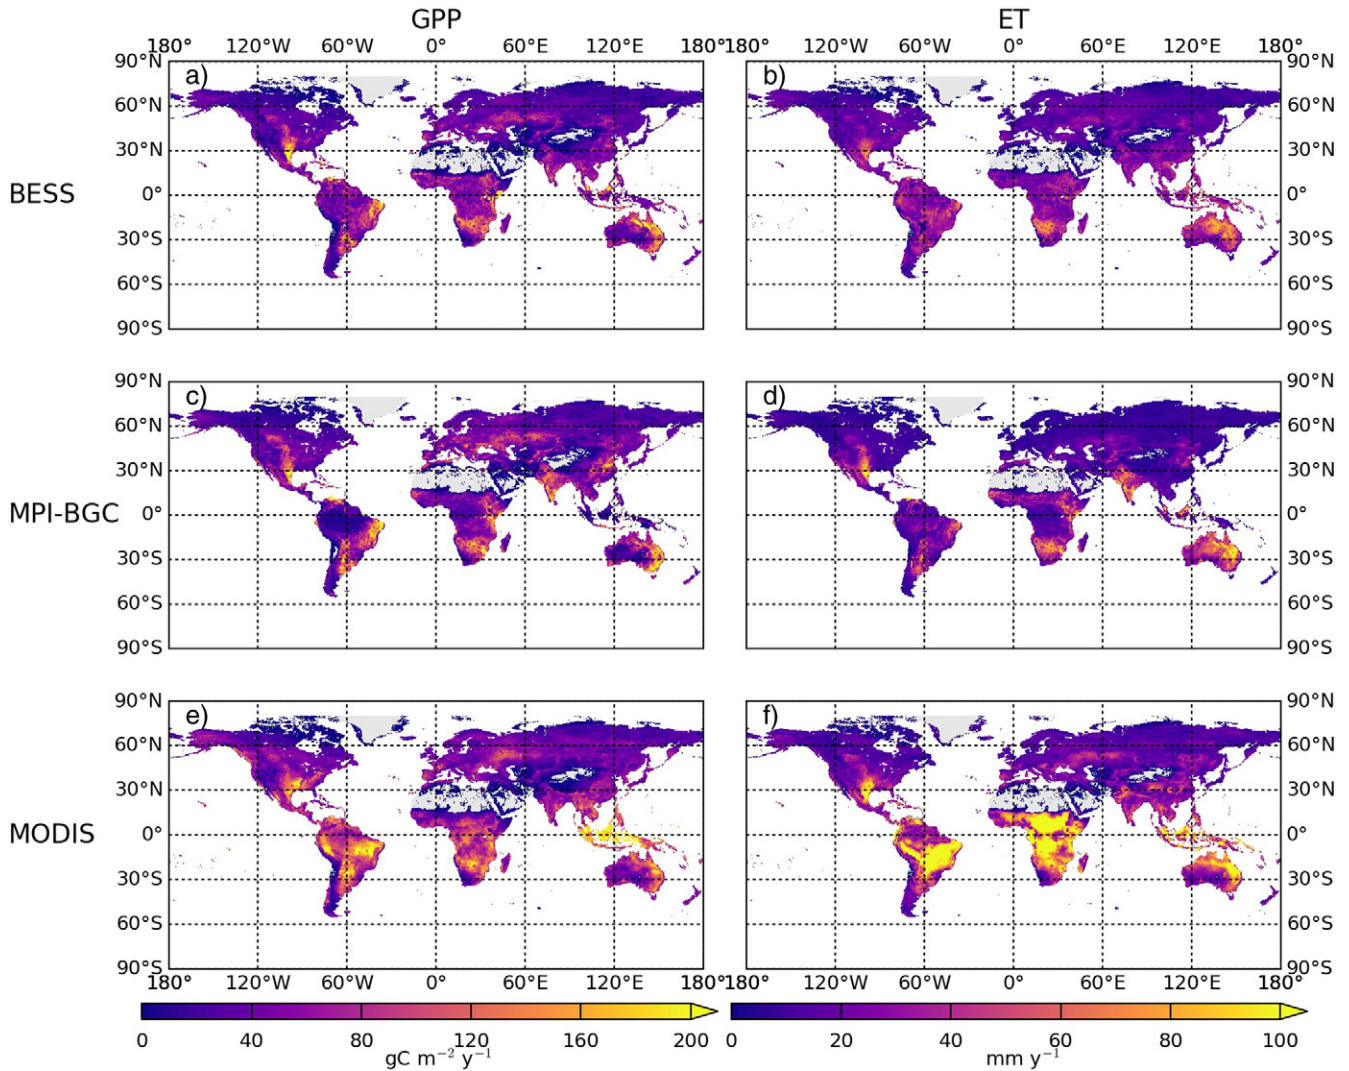 GPP ET
180° 120°W 60°W 0° 60°E 120°E 180° 180° 120°W 60°W 0° 60°E 120°E 180°
90°N a) b) 90°N
60°N 60°N
30°N 30°N
BESS 0° 0°
30°S 30°S
60°S 60°S
90°S 90°S
90°N c) d) 90°N
60°N 60°N
30°N 30°N
MPI-BGC 0° 0°
30°S 30°S
60°S 60°S
90°S 90°S
90°N e) f) 90°N
60°N 60°N
30°N 30°N
MODIS 0° 0°
30°S 30°S
60°S 60°S
90°S 90°S
180° 120°W 60°W 0° 60°E 120°E 180° 180° 120°W 60°W 0° 60°E 120°E 180°
0 40 80 120 160 200 0 20 40 60 80 100
gC m⁻² y⁻¹ mm y⁻¹